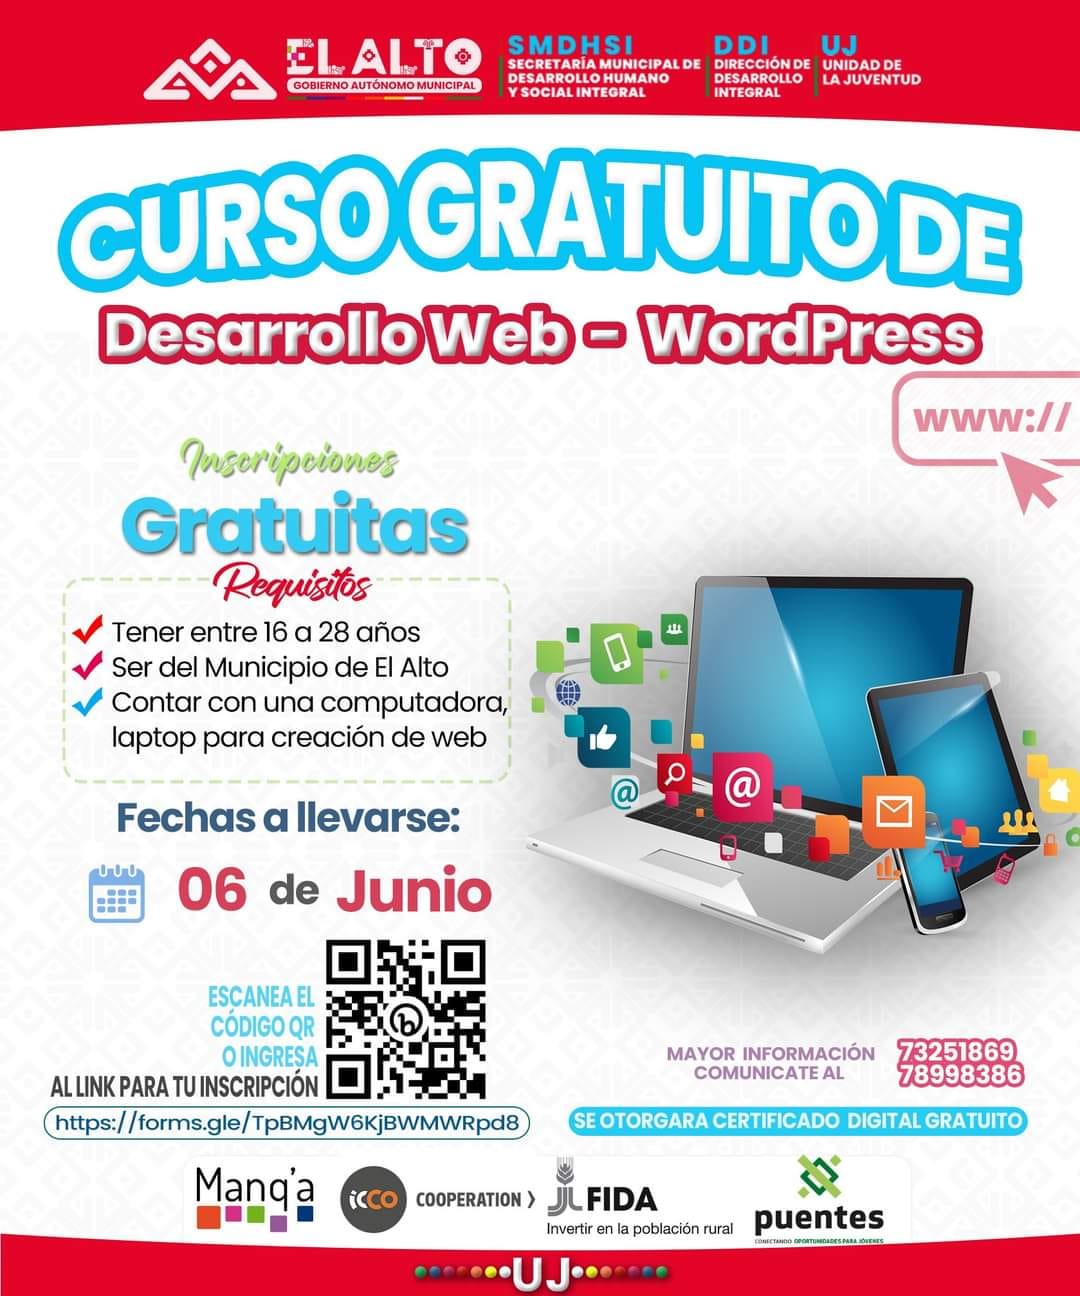 EL ALTO
GOBIERNO AUTÓNOMO MUNICIPAL
SMDHSI
SECRETARÍA MUNICIPAL DE
DESARROLLO HUMANO
Y SOCIAL INTEGRAL
DDI
DIRECCIÓN DE
DESARROLLO
INTEGRAL
UJ
UNIDAD DE
LA JUVENTUD
CURSO GRATUITO DE
Desarrollo Web - WordPress
www://
Inscripciones
Gratuitas
Requisitos
Tener entre 16 a 28 años
Ser del Municipio de El Alto
Contar con una computadora,
laptop para creación de web
Fechas a llevarse:
06 de Junio
ESCANEA EL
CÓDIGO QR
O INGRESA
AL LINK PARA TU INSCRIPCIÓN
https://forms.gle/TpBMgW6KjBWMWRpd8
MAYOR INFORMACIÓN
COMUNICATE AL
73251869
78998386
SE OTORGARA CERTIFICADO DIGITAL GRATUITO
Manq'a
icco COOPERATION
FIDA
Invertir en la población rural
puentes
CONECTANDO OPORTUNIDADES PARA JÓVENES
UJ